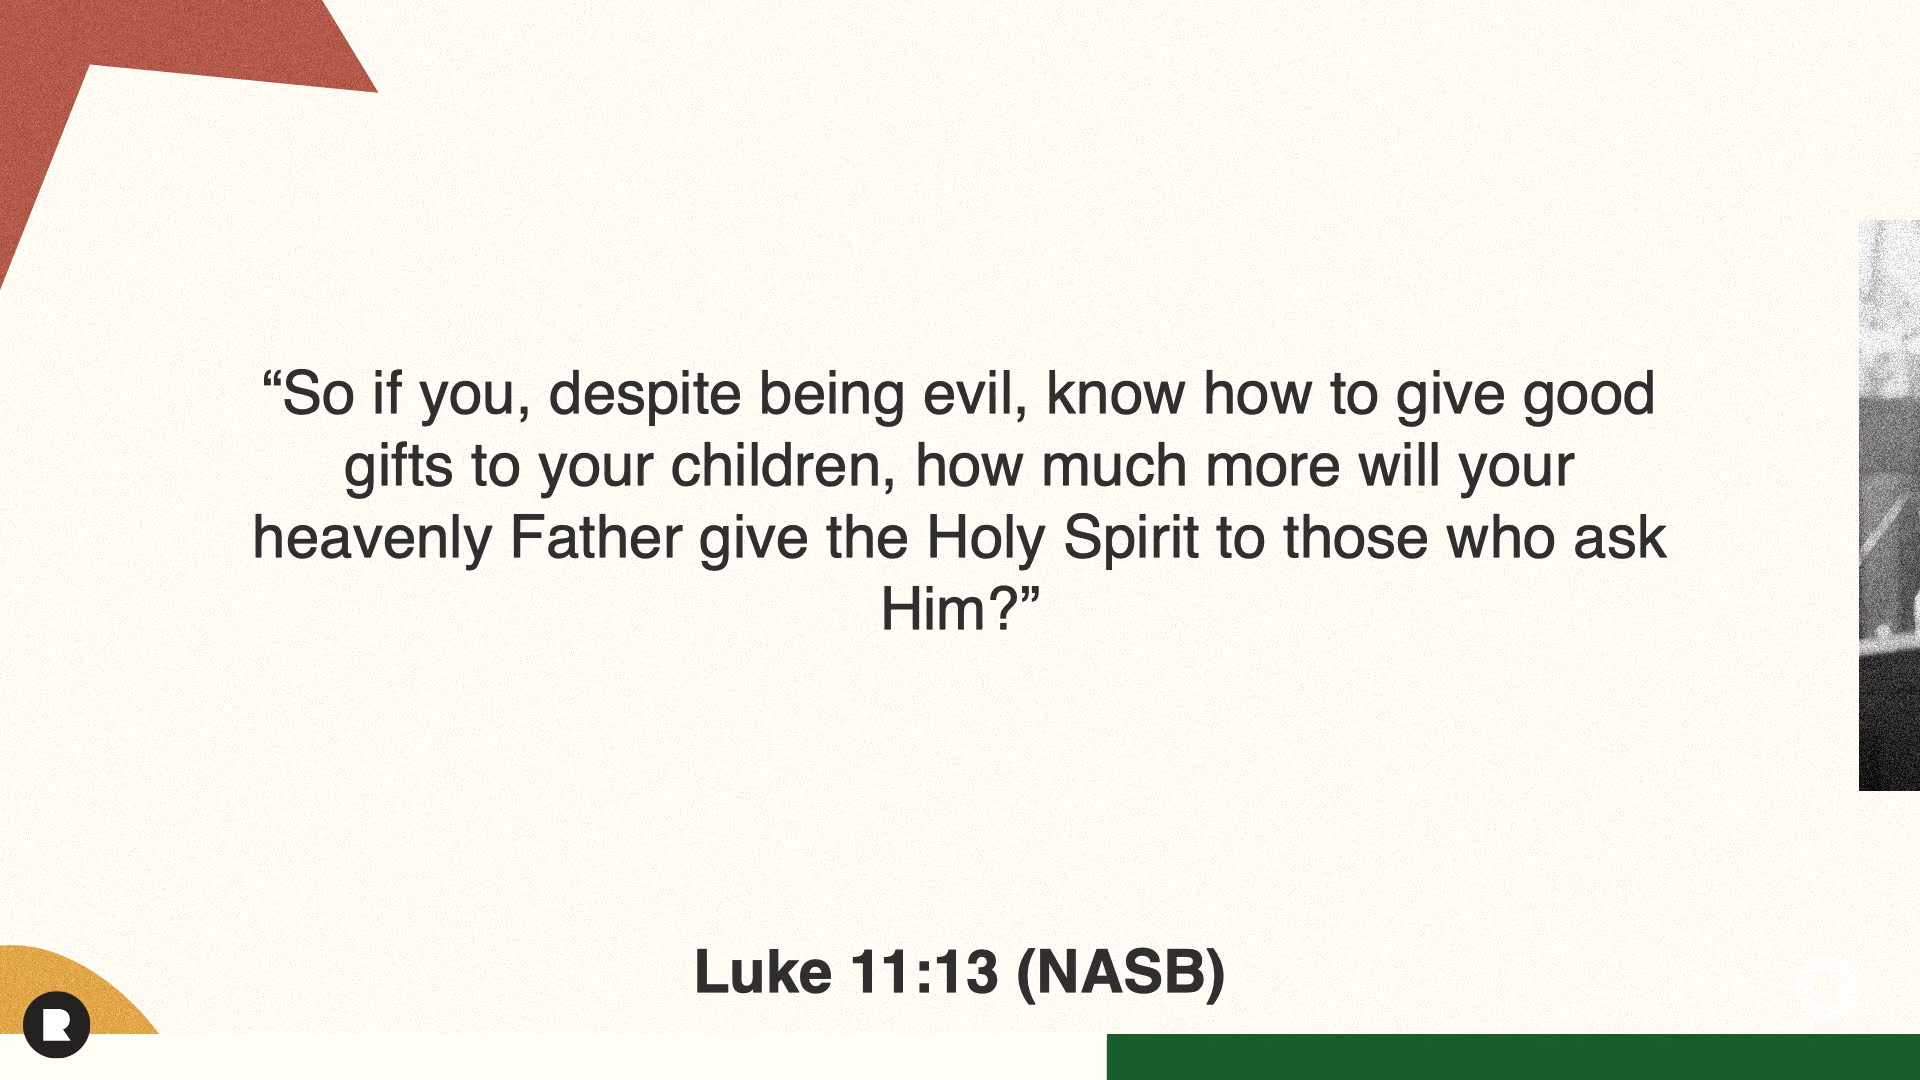 “So if you, despite being evil, know how to give good
gifts to your children, how much more will your
heavenly Father give the Holy Spirit to those who ask
Him?”
Luke 11:13 (NASB)
R